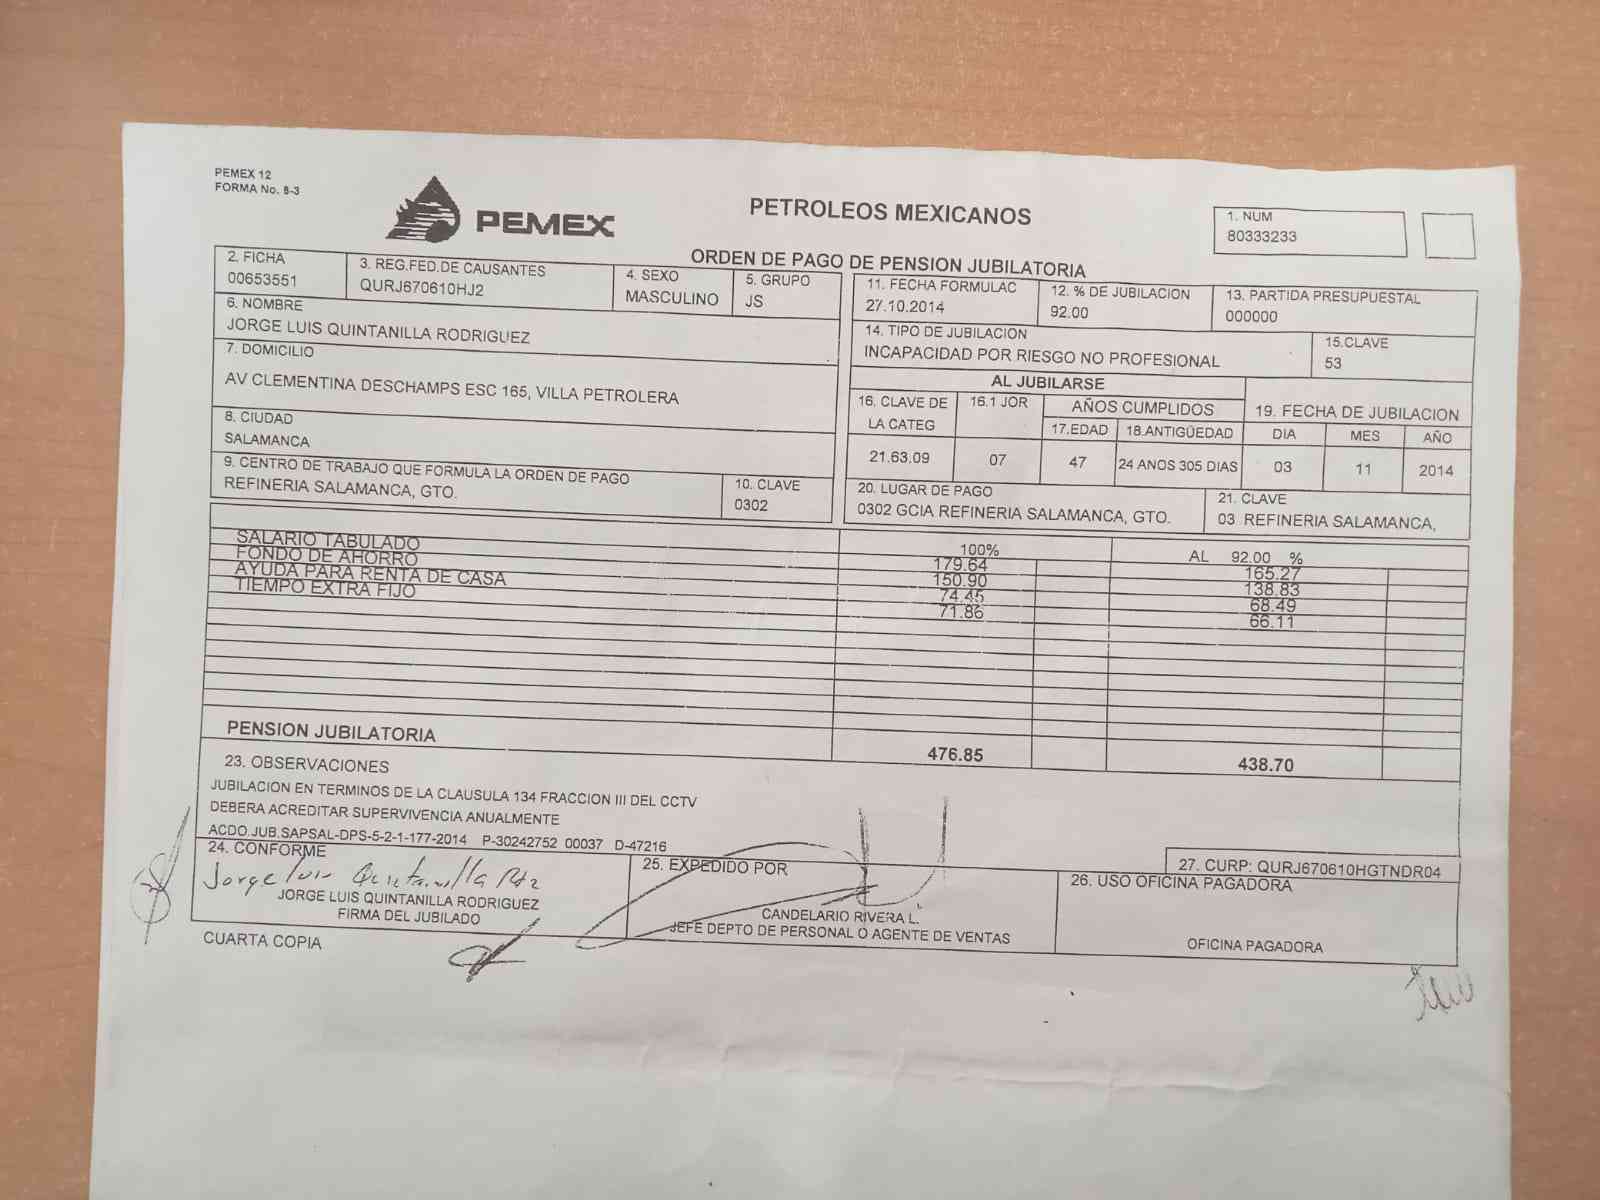 PEMEX 12
FORMA No. 8-3
PEMEX
PETROLEOS MEXICANOS
1. NUM
80333233
ORDEN DE PAGO DE PENSION JUBILATORIA
2. FICHA
00653551
3. REG.FED.DE CAUSANTES
QURJ670610HJ2
4. SEXO
MASCULINO
5. GRUPO
JS
11. FECHA FORMULAC
27.10.2014
12. % DE JUBILACION
92.00
13. PARTIDA PRESUPUESTAL
000000
6. NOMBRE
JORGE LUIS QUINTANILLA RODRIGUEZ
14. TIPO DE JUBILACION
INCAPACIDAD POR RIESGO NO PROFESIONAL
15.CLAVE
53
7. DOMICILIO
AV CLEMENTINA DESCHAMPS ESC 165, VILLA PETROLERA
AL JUBILARSE
16. CLAVE DE
LA CATEG
16.1 JOR
AÑOS CUMPLIDOS
17.EDAD
18.ANTIGÜEDAD
19. FECHA DE JUBILACION
DIA
MES
AÑO
8. CIUDAD
SALAMANCA
21.63.09
07
47
24 ANOS 305 DIAS
03
11
2014
9. CENTRO DE TRABAJO QUE FORMULA LA ORDEN DE PAGO
REFINERIA SALAMANCA, GTO.
10. CLAVE
0302
20. LUGAR DE PAGO
0302 GCIA REFINERIA SALAMANCA, GTO.
21. CLAVE
03 REFINERIA SALAMANCA,
100%
AL 92.00 %
SALARIO TABULADO 179.64 165.27
FONDO DE AHORRO 150.90 138.83
AYUDA PARA RENTA DE CASA 74.45 68.49
TIEMPO EXTRA FIJO 71.86 66.11
PENSION JUBILATORIA 476.85 438.70
23. OBSERVACIONES
JUBILACION EN TERMINOS DE LA CLAUSULA 134 FRACCION III DEL CCTV
DEBERA ACREDITAR SUPERVIVENCIA ANUALMENTE
ACDO.JUB.SAPSAL-DPS-5-2-1-177-2014 P-30242752 00037 D-47216
27. CURP: QURJ670610HGTNDR04
24. CONFORME
Jorge Luis Quintanilla Rdz
JORGE LUIS QUINTANILLA RODRIGUEZ
FIRMA DEL JUBILADO
25. EXPEDIDO POR
CANDELARIO RIVERA L.
JEFE DEPTO DE PERSONAL O AGENTE DE VENTAS
26. USO OFICINA PAGADORA
OFICINA PAGADORA
CUARTA COPIA